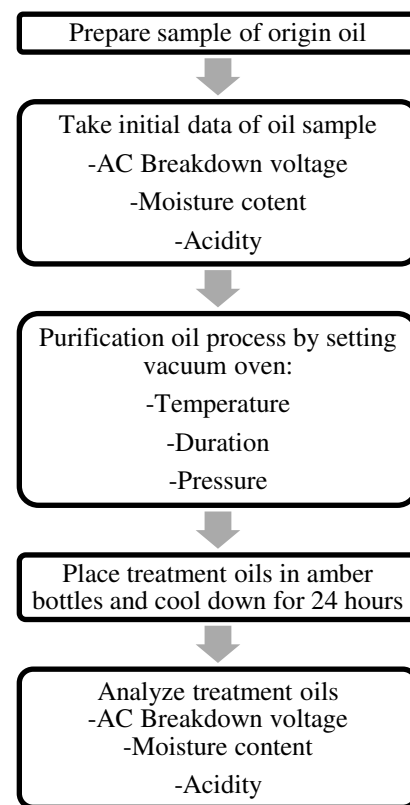 Prepare sample of origin oil
Take initial data of oil sample
-AC Breakdown voltage
-Moisture cotent
-Acidity
Purification oil process by setting
vacuum oven:
-Temperature
-Duration
-Pressure
Place treatment oils in amber
bottles and cool down for 24 hours
Analyze treatment oils
-AC Breakdown voltage
-Moisture content
-Acidity